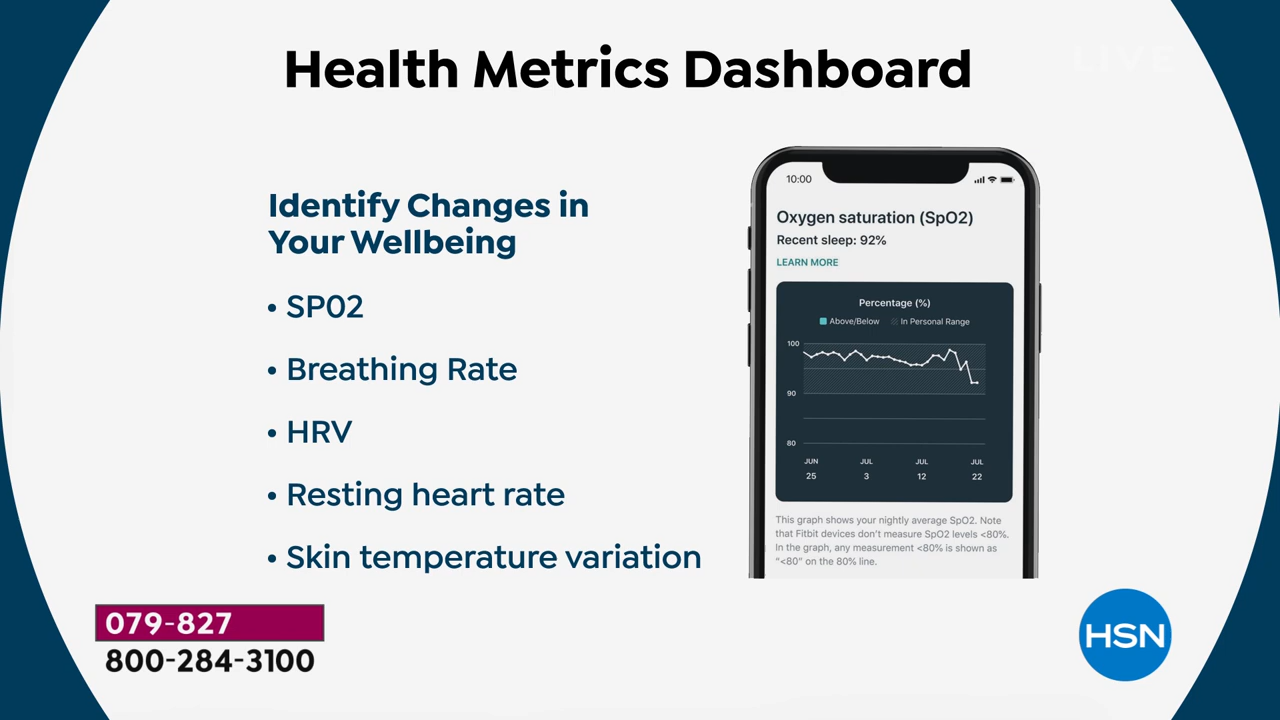 Health Metrics Dashboard
LIVE
Identify Changes in
Your Wellbeing
• SP02
• Breathing Rate
• HRV
• Resting heart rate
• Skin temperature variation
10:00
Oxygen saturation (SpO2)
Recent sleep: 92%
LEARN MORE
Percentage (%)
Above/Below In Personal Range
100
90
80
JUN JUL JUL JUL
25 3 12 22
This graph shows your nightly average SpO2. Note
that Fitbit devices don't measure SpO2 levels <80%.
In the graph, any measurement <80% is shown as
"<80" on the 80% line.
079-827
800-284-3100
HSN